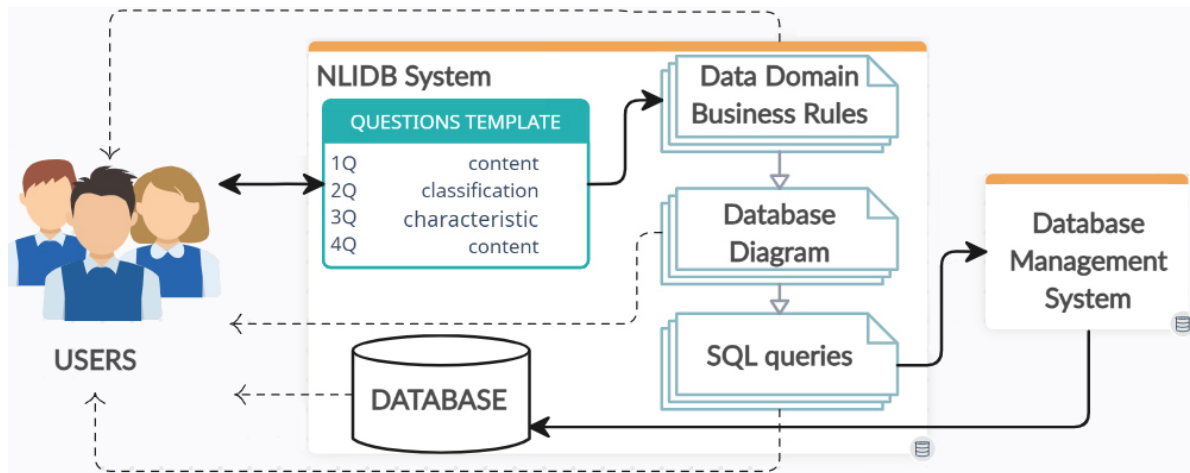 NLIDB System
QUESTIONS TEMPLATE
1Q content
2Q classification
3Q characteristic
4Q content
Data Domain
Business Rules
Database
Diagram
SQL queries
Database
Management
System
USERS
DATABASE